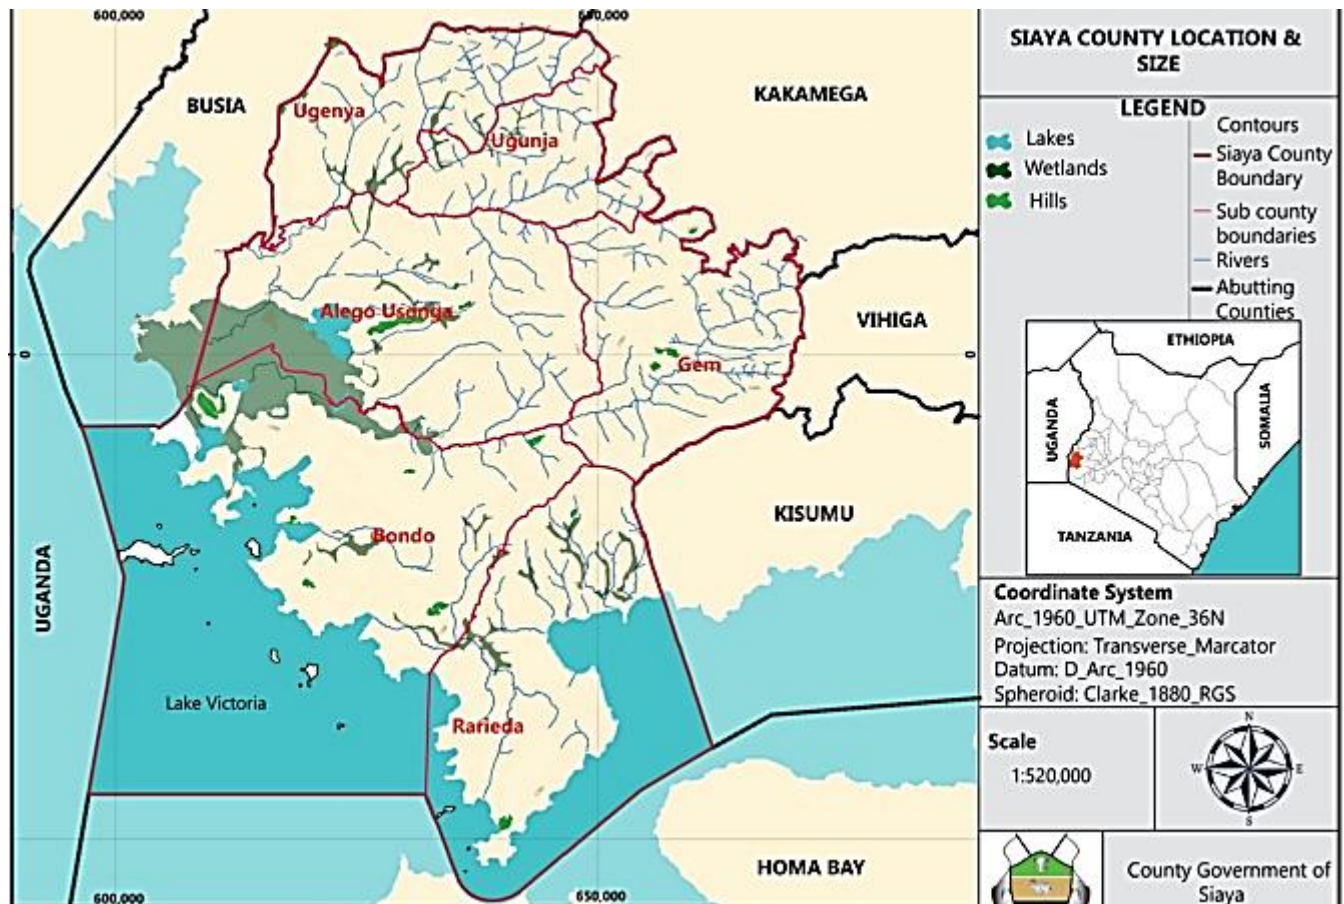 600,000
BUSIA
Ugenya
Ugunja
KAKAMEGA
Alego Usonga
VIHIGA
0
0
Gem
Bondo
KISUMU
UGANDA
Lake Victoria
Rarieda
HOMA BAY
600,000
650,000
SIAYA COUNTY LOCATION &
SIZE
LEGEND
Lakes
Wetlands
Hills
Contours
Siaya County
Boundary
Sub county
boundaries
Rivers
Abutting
Counties
ETHIOPIA
UGANDA
SOMALIA
TANZANIA
Coordinate System
Arc_1960_UTM_Zone_36N
Projection: Transverse_Marcator
Datum: D_Arc_1960
Spheroid: Clarke_1880_RGS
Scale
1:520,000
N
W
E
S
County Government of
Siaya